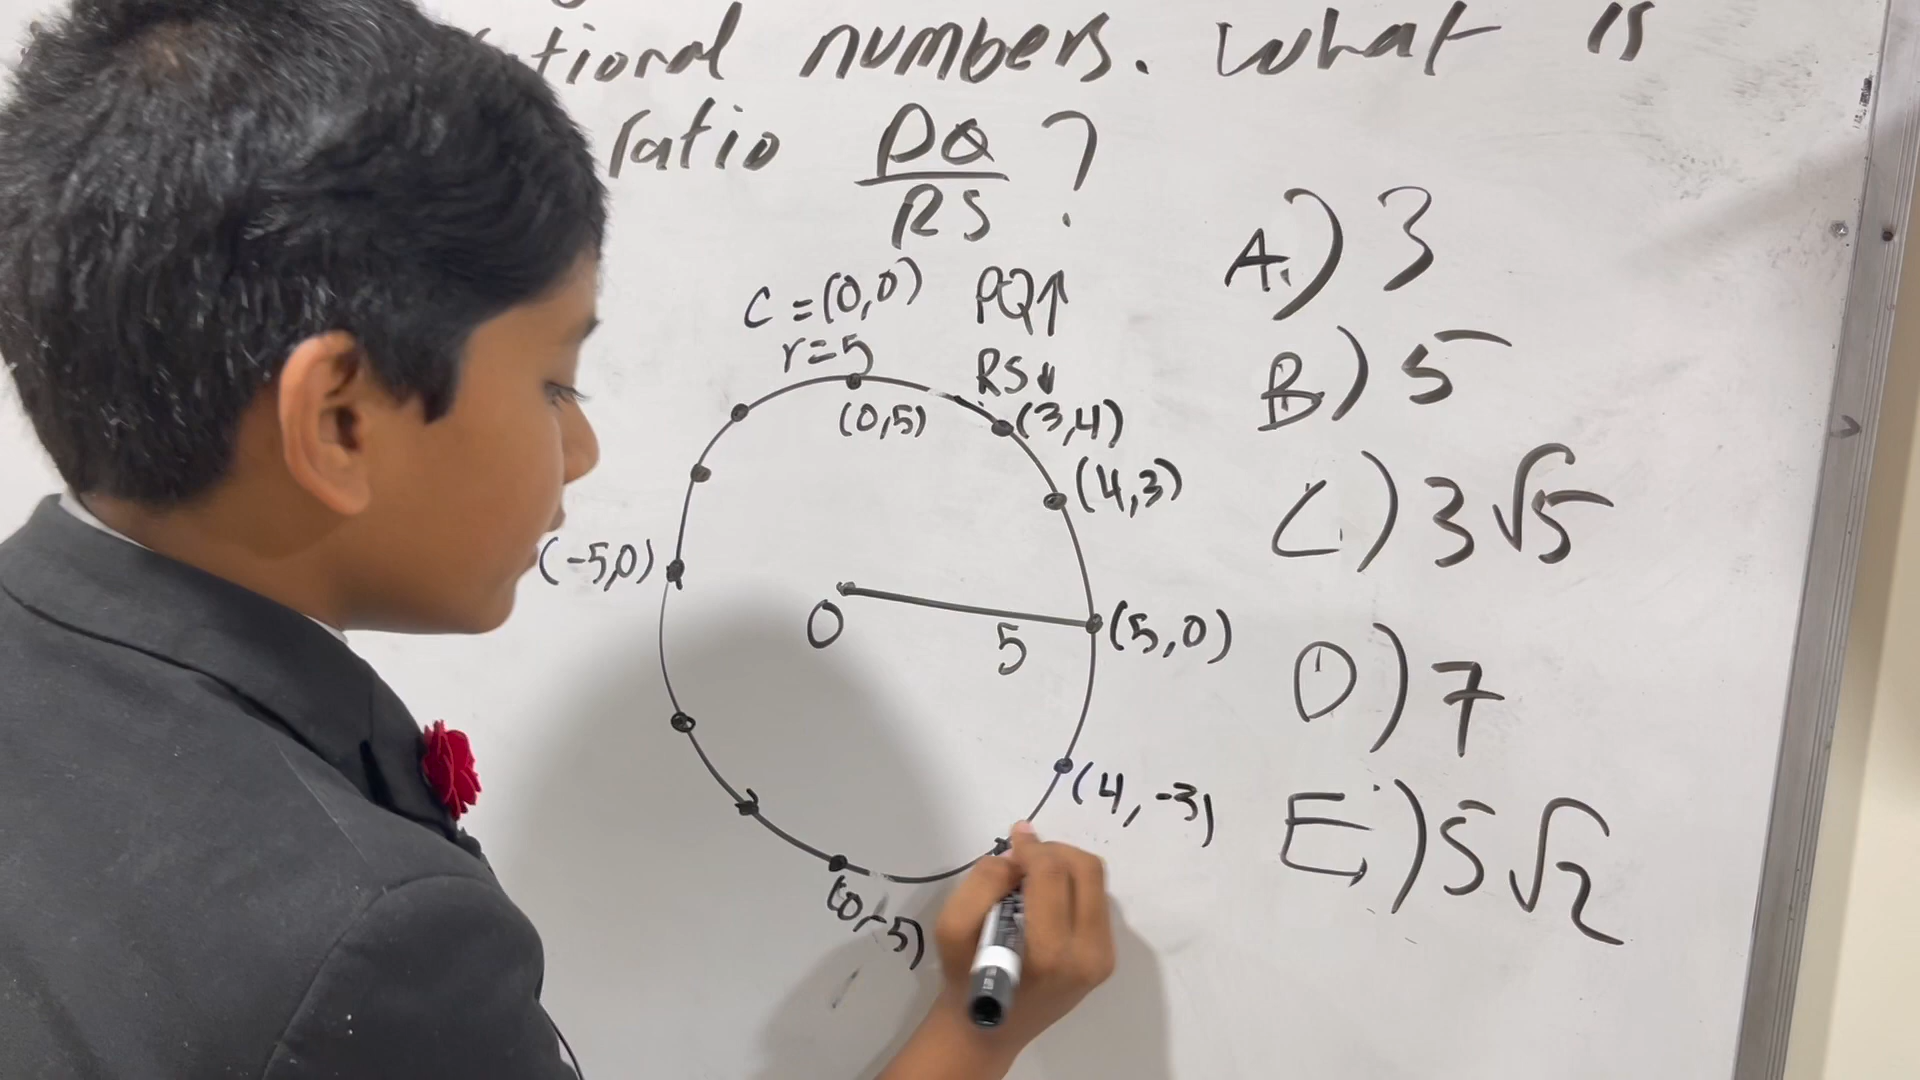 numbers. What is
ratio PQ/RS?
A.) 3
C = (0,0) PQ↑
r=5
RS↓
B.) 5
(0,5) (3,4)
(4,3)
C.) 3√5
(-5,0)
O 5 (5,0)
D) 7
(4,-3)
E.) 5√2
(0,-5)